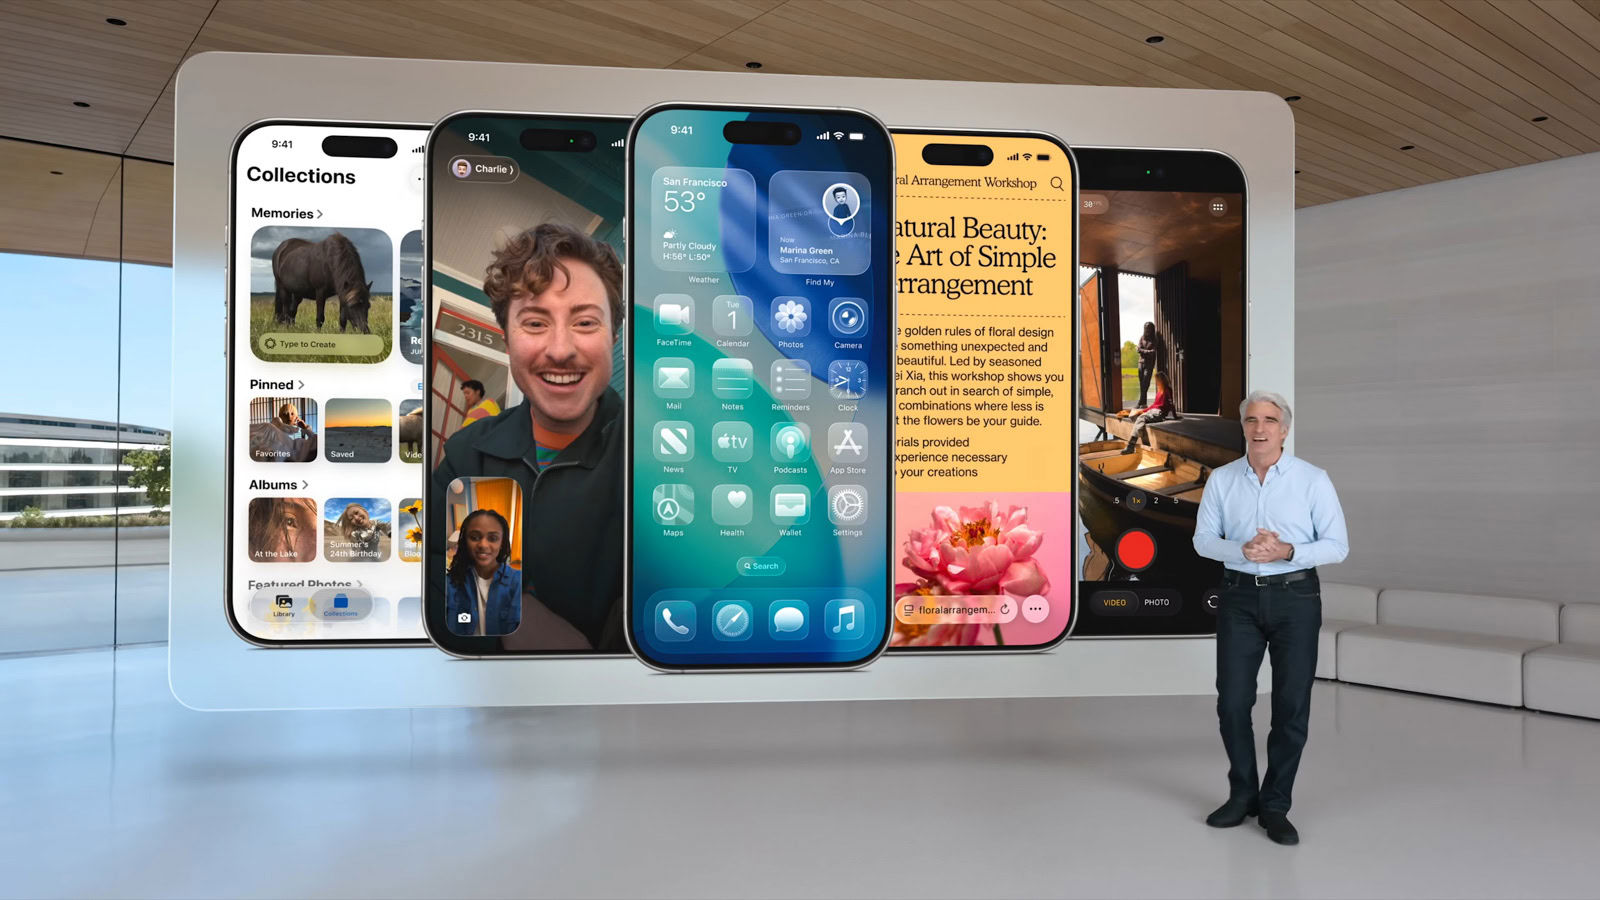 9:41
Collections
Memories >
Type to Create
Pinned >
Favorites
Saved
Albums >
At the Lake
Summer's
24th Birthday
Featured Photos >
Library
Collections
9:41
Charlie >
2315
9:41
San Francisco
53°
Partly Cloudy
H:56° L:50°
Weather
Now
Marina Green
San Francisco, CA
Find My
FaceTime
Tue
1
Calendar
Photos
Camera
Mail
Notes
Reminders
12
Clock
News
tv
TV
Podcasts
App Store
Maps
Health
Wallet
Settings
Search
ral Arrangement Workshop
atural Beauty:
e Art of Simple
rrangement
e golden rules of floral design
something unexpected and
beautiful. Led by seasoned
ei Xia, this workshop shows you
ranch out in search of simple,
combinations where less is
t the flowers be your guide.
rials provided
xperience necessary
your creations
floralarrangem...
30
.5 1x 2 5
VIDEO PHOTO